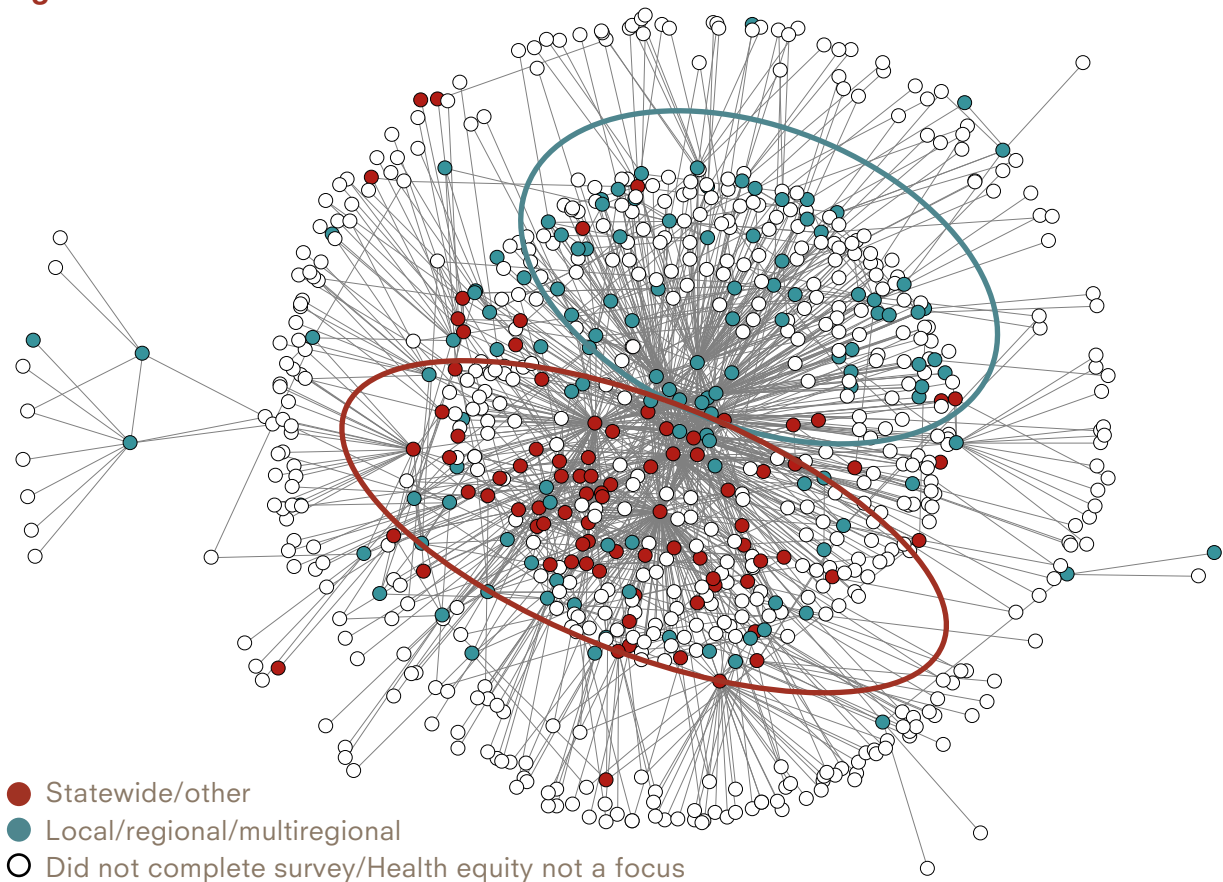 Statewide/other
Local/regional/multiregional
Did not complete survey/Health equity not a focus